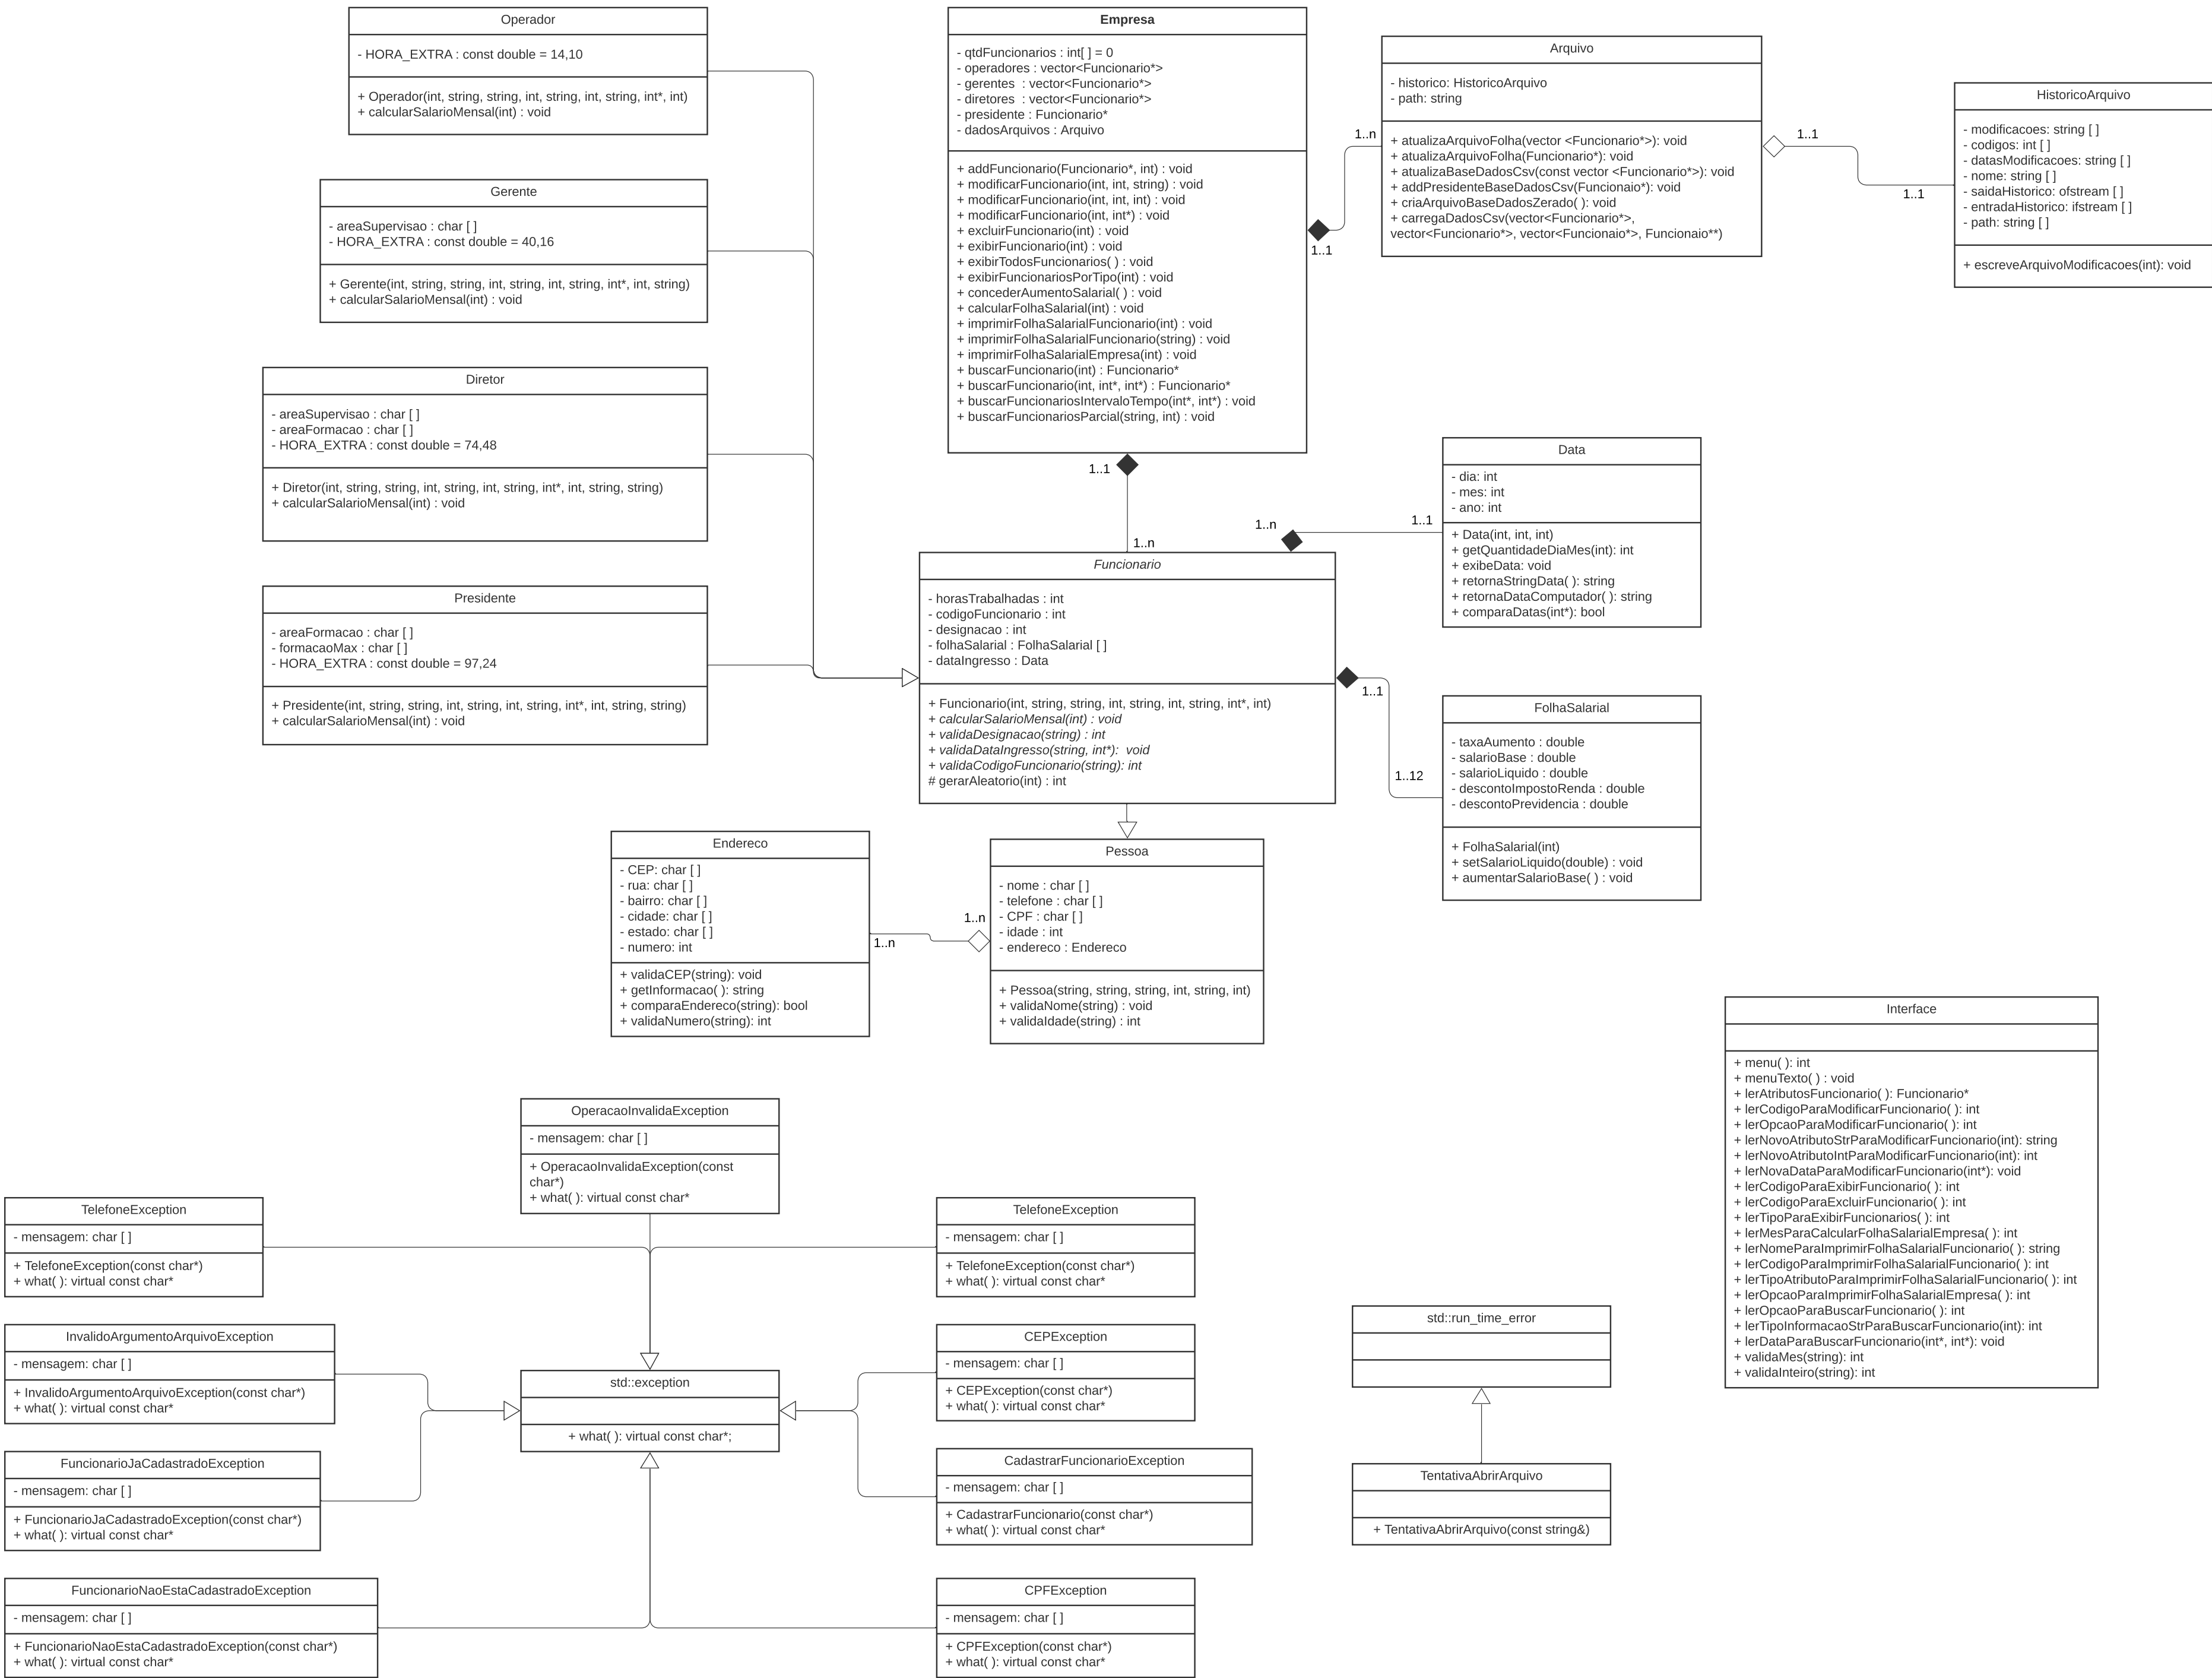 Operador
- HORA_EXTRA : const double = 14,10
+ Operador(int, string, string, int, string, int, string, int*, int)
+ calcularSalarioMensal(int) : void
Gerente
- areaSupervisao : char [ ]
- HORA_EXTRA : const double = 40,16
+ Gerente(int, string, string, int, string, int, string, int*, int, string)
+ calcularSalarioMensal(int) : void
Diretor
- areaSupervisao : char [ ]
- areaFormacao : char [ ]
- HORA_EXTRA : const double = 74,48
+ Diretor(int, string, string, int, string, int, string, int*, int, string, string)
+ calcularSalarioMensal(int) : void
Presidente
- areaFormacao : char [ ]
- formacaoMax : char [ ]
- HORA_EXTRA : const double = 97,24
+ Presidente(int, string, string, int, string, int, string, int*, int, string, string)
+ calcularSalarioMensal(int) : void
Empresa
- qtdFuncionarios : int[ ] = 0
- operadores : vector<Funcionario*>
- gerentes : vector<Funcionario*>
- diretores : vector<Funcionario*>
- presidente : Funcionario*
- dadosArquivos : Arquivo
+ addFuncionario(Funcionario*, int) : void
+ modificarFuncionario(int, int, string) : void
+ modificarFuncionario(int, int, int) : void
+ modificarFuncionario(int, int*) : void
+ excluirFuncionario(int) : void
+ exibirFuncionario(int) : void
+ exibirTodosFuncionarios( ) : void
+ exibirFuncionariosPorTipo(int) : void
+ concederAumentoSalarial( ) : void
+ calcularFolhaSalarial(int) : void
+ imprimirFolhaSalarialFuncionario(int) : void
+ imprimirFolhaSalarialFuncionario(string) : void
+ imprimirFolhaSalarialEmpresa(int) : void
+ buscarFuncionario(int) : Funcionario*
+ buscarFuncionario(int, int*, int*) : Funcionario*
+ buscarFuncionariosIntervaloTempo(int*, int*) : void
+ buscarFuncionariosParcial(string, int) : void
1..n
1..1
Arquivo
- historico: HistoricoArquivo
- path: string
+ atualizaArquivoFolha(vector <Funcionario*>): void
+ atualizaArquivoFolha(Funcionario*): void
+ atualizaBaseDadosCsv(const vector <Funcionario*>): void
+ addPresidenteBaseDadosCsv(Funcionaio*): void
+ criaArquivoBaseDadosZerado( ): void
+ carregaDadosCsv(vector<Funcionario*>,
vector<Funcionario*>, vector<Funcionaio*>, Funcionaio**)
1..1
1..1
HistoricoArquivo
- modificacoes: string [ ]
- codigos: int [ ]
- datasModificacoes: string [ ]
- nome: string [ ]
- saidaHistorico: ofstream [ ]
- entradaHistorico: ifstream [ ]
- path: string [ ]
+ escreveArquivoModificacoes(int): void
1..1
1..n
1..n
1..1
Data
- dia: int
- mes: int
- ano: int
+ Data(int, int, int)
+ getQuantidadeDiaMes(int): int
+ exibeData: void
+ retornaStringData( ): string
+ retornaDataComputador( ): string
+ comparaDatas(int*): bool
Funcionario
- horasTrabalhadas : int
- codigoFuncionario : int
- designacao : int
- folhaSalarial : FolhaSalarial [ ]
- dataIngresso : Data
+ Funcionario(int, string, string, int, string, int, string, int*, int)
+ calcularSalarioMensal(int) : void
+ validaDesignacao(string) : int
+ validaDataIngresso(string, int*): void
+ validaCodigoFuncionario(string): int
# gerarAleatorio(int) : int
1..1
1..12
FolhaSalarial
- taxaAumento : double
- salarioBase : double
- salarioLiquido : double
- descontoImpostoRenda : double
- descontoPrevidencia : double
+ FolhaSalarial(int)
+ setSalarioLiquido(double) : void
+ aumentarSalarioBase( ) : void
Endereco
- CEP: char [ ]
- rua: char [ ]
- bairro: char [ ]
- cidade: char [ ]
- estado: char [ ]
- numero: int
+ validaCEP(string): void
+ getInformacao( ): string
+ comparaEndereco(string): bool
+ validaNumero(string): int
1..n
1..n
Pessoa
- nome : char [ ]
- telefone : char [ ]
- CPF : char [ ]
- idade : int
- endereco : Endereco
+ Pessoa(string, string, string, int, string, int)
+ validaNome(string) : void
+ validaIdade(string) : int
Interface
+ menu( ): int
+ menuTexto( ) : void
+ lerAtributosFuncionario( ): Funcionario*
+ lerCodigoParaModificarFuncionario( ): int
+ lerOpcaoParaModificarFuncionario( ): int
+ lerNovoAtributoStrParaModificarFuncionario(int): string
+ lerNovoAtributoIntParaModificarFuncionario(int): int
+ lerNovaDataParaModificarFuncionario(int*): void
+ lerCodigoParaExibirFuncionario( ): int
+ lerCodigoParaExcluirFuncionario( ): int
+ lerTipoParaExibirFuncionarios( ): int
+ lerMesParaCalcularFolhaSalarialEmpresa( ): int
+ lerNomeParaImprimirFolhaSalarialFuncionario( ): string
+ lerCodigoParaImprimirFolhaSalarialFuncionario( ): int
+ lerTipoAtributoParaImprimirFolhaSalarialFuncionario( ): int
+ lerOpcaoParaImprimirFolhaSalarialEmpresa( ): int
+ lerOpcaoParaBuscarFuncionario( ): int
+ lerTipoInformacaoStrParaBuscarFuncionario(int): int
+ lerDataParaBuscarFuncionario(int*, int*): void
+ validaMes(string): int
+ validaInteiro(string): int
OperacaoInvalidaException
- mensagem: char [ ]
+ OperacaoInvalidaException(const
char*)
+ what( ): virtual const char*
TelefoneException
- mensagem: char [ ]
+ TelefoneException(const char*)
+ what( ): virtual const char*
TelefoneException
- mensagem: char [ ]
+ TelefoneException(const char*)
+ what( ): virtual const char*
InvalidoArgumentoArquivoException
- mensagem: char [ ]
+ InvalidoArgumentoArquivoException(const char*)
+ what( ): virtual const char*
std::exception
+ what( ): virtual const char*;
CEPException
- mensagem: char [ ]
+ CEPException(const char*)
+ what( ): virtual const char*
FuncionarioJaCadastradoException
- mensagem: char [ ]
+ FuncionarioJaCadastradoException(const char*)
+ what( ): virtual const char*
CadastrarFuncionarioException
- mensagem: char [ ]
+ CadastrarFuncionario(const char*)
+ what( ): virtual const char*
FuncionarioNaoEstaCadastradoException
- mensagem: char [ ]
+ FuncionarioNaoEstaCadastradoException(const char*)
+ what( ): virtual const char*
CPFException
- mensagem: char [ ]
+ CPFException(const char*)
+ what( ): virtual const char*
std::run_time_error
TentativaAbrirArquivo
+ TentativaAbrirArquivo(const string&)